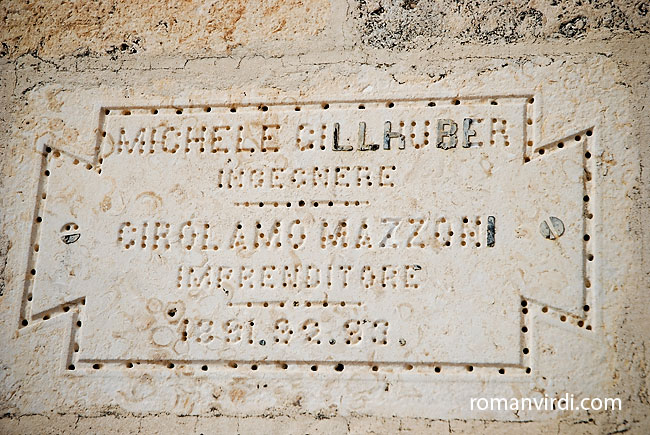 MICHELE GILLHUBER
INGEGNERE
GIROLAMO MAZZONI
IMPRENDITORE
1891.92.93.
romanvirdi.com